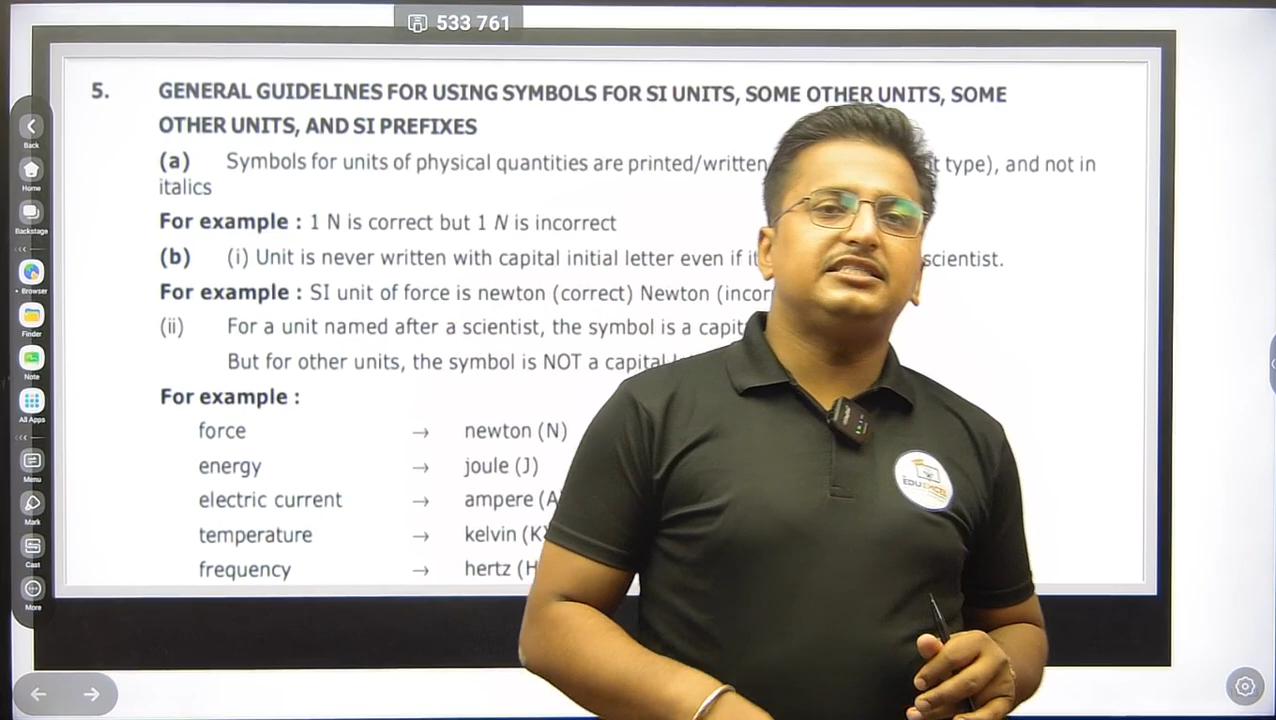 533 761
5. GENERAL GUIDELINES FOR USING SYMBOLS FOR SI UNITS, SOME OTHER UNITS, SOME
OTHER UNITS, AND SI PREFIXES
(a) Symbols for units of physical quantities are printed/written type), and not in
italics
For example : 1 N is correct but 1 N is incorrect
(b) (i) Unit is never written with capital initial letter even if scientist.
For example : SI unit of force is newton (correct) Newton
(ii) For a unit named after a scientist, the symbol is a
But for other units, the symbol is NOT a capital
For example :
force → newton (N)
energy → joule (J)
electric current → ampere (A
temperature → kelvin (K)
frequency → hertz (H
Back
Home
Backstage
Browser
Finder
Note
All Apps
Menu
Mark
Cast
More
EDUEXCEL